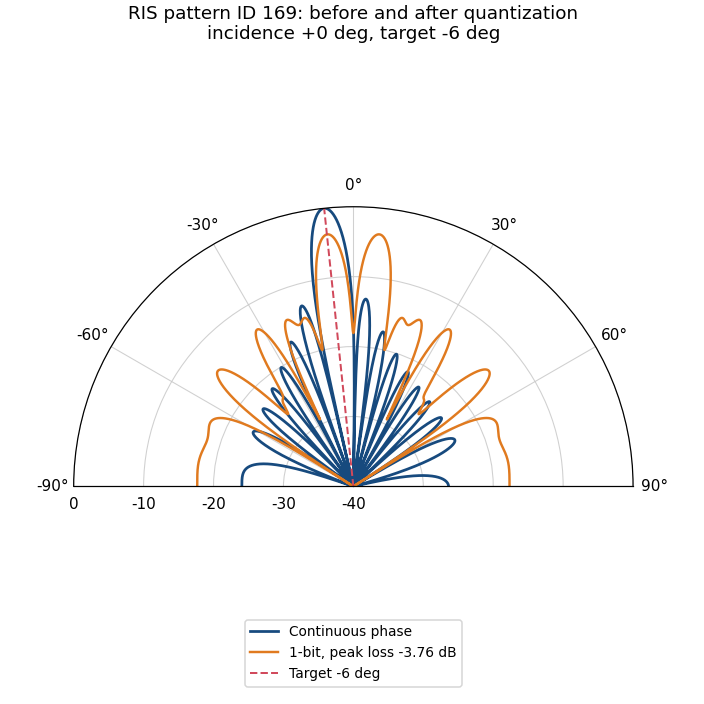 RIS pattern ID 169: before and after quantization
incidence +0 deg, target -6 deg
0°
-30°
30°
-60°
60°
-90°
90°
0
-10
-20
-30
-40
Continuous phase
1-bit, peak loss -3.76 dB
Target -6 deg